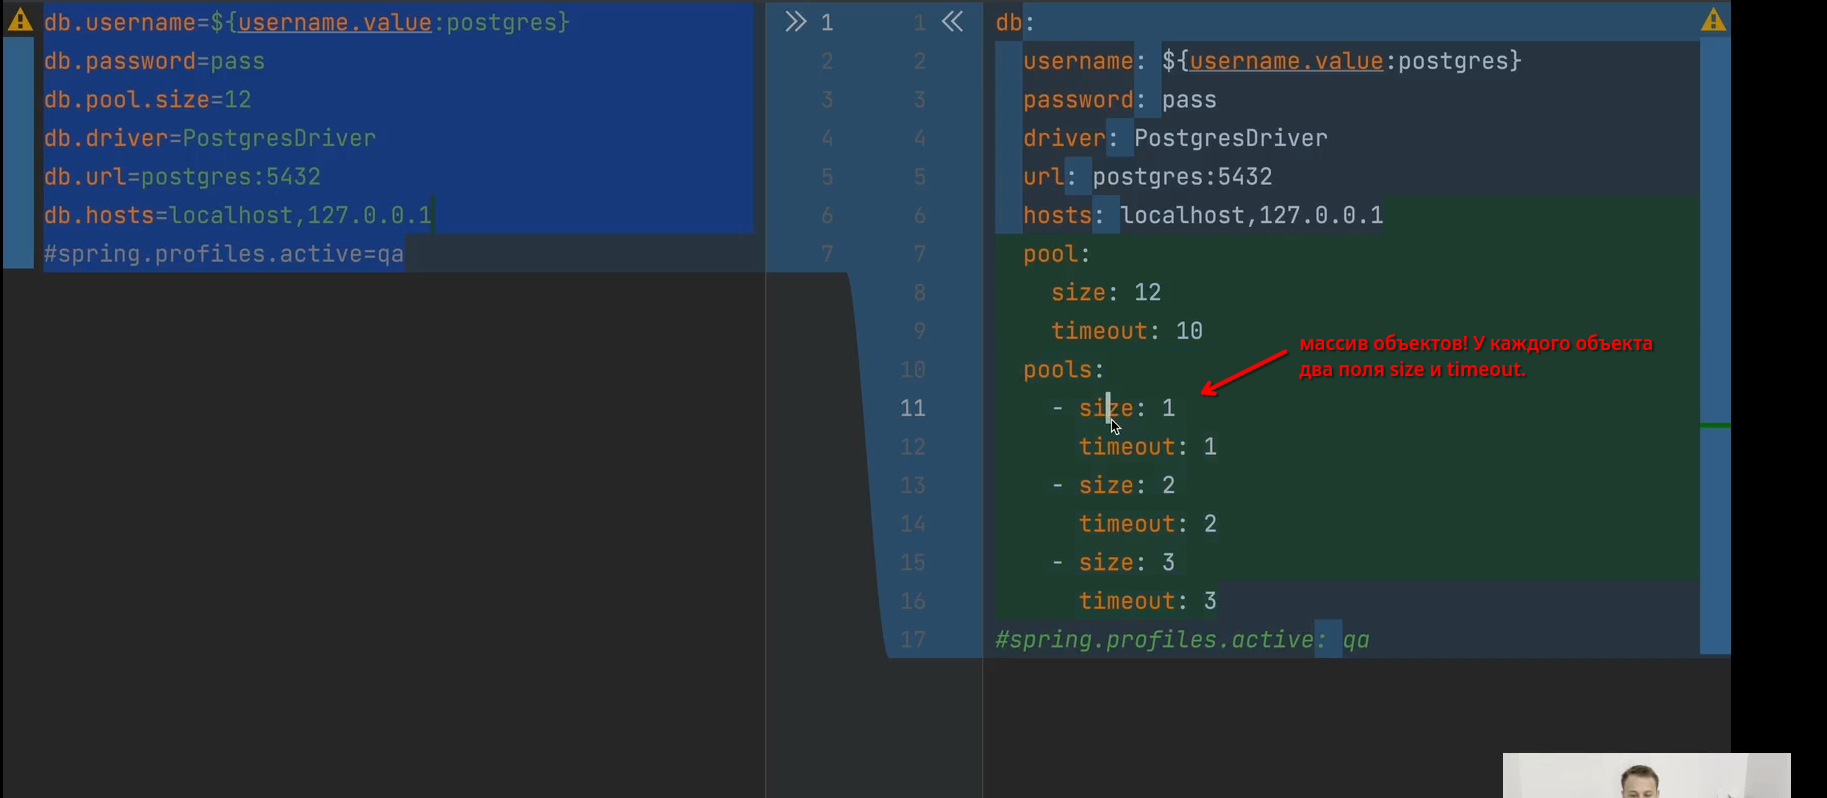 db.username=${username.value:postgres}
db.password=pass
db.pool.size=12
db.driver=PostgresDriver
db.url=postgres:5432
db.hosts=localhost,127.0.0.1
#spring.profiles.active=qa
1
2
3
4
5
6
7
1 db:
2 username: ${username.value:postgres}
3 password: pass
4 driver: PostgresDriver
5 url: postgres:5432
6 hosts: localhost,127.0.0.1
7 pool:
8 size: 12
9 timeout: 10
10 pools:
11 - size: 1
12 timeout: 1
13 - size: 2
14 timeout: 2
15 - size: 3
16 timeout: 3
17 #spring.profiles.active: qa
массив объектов! У каждого объекта
два поля size и timeout.